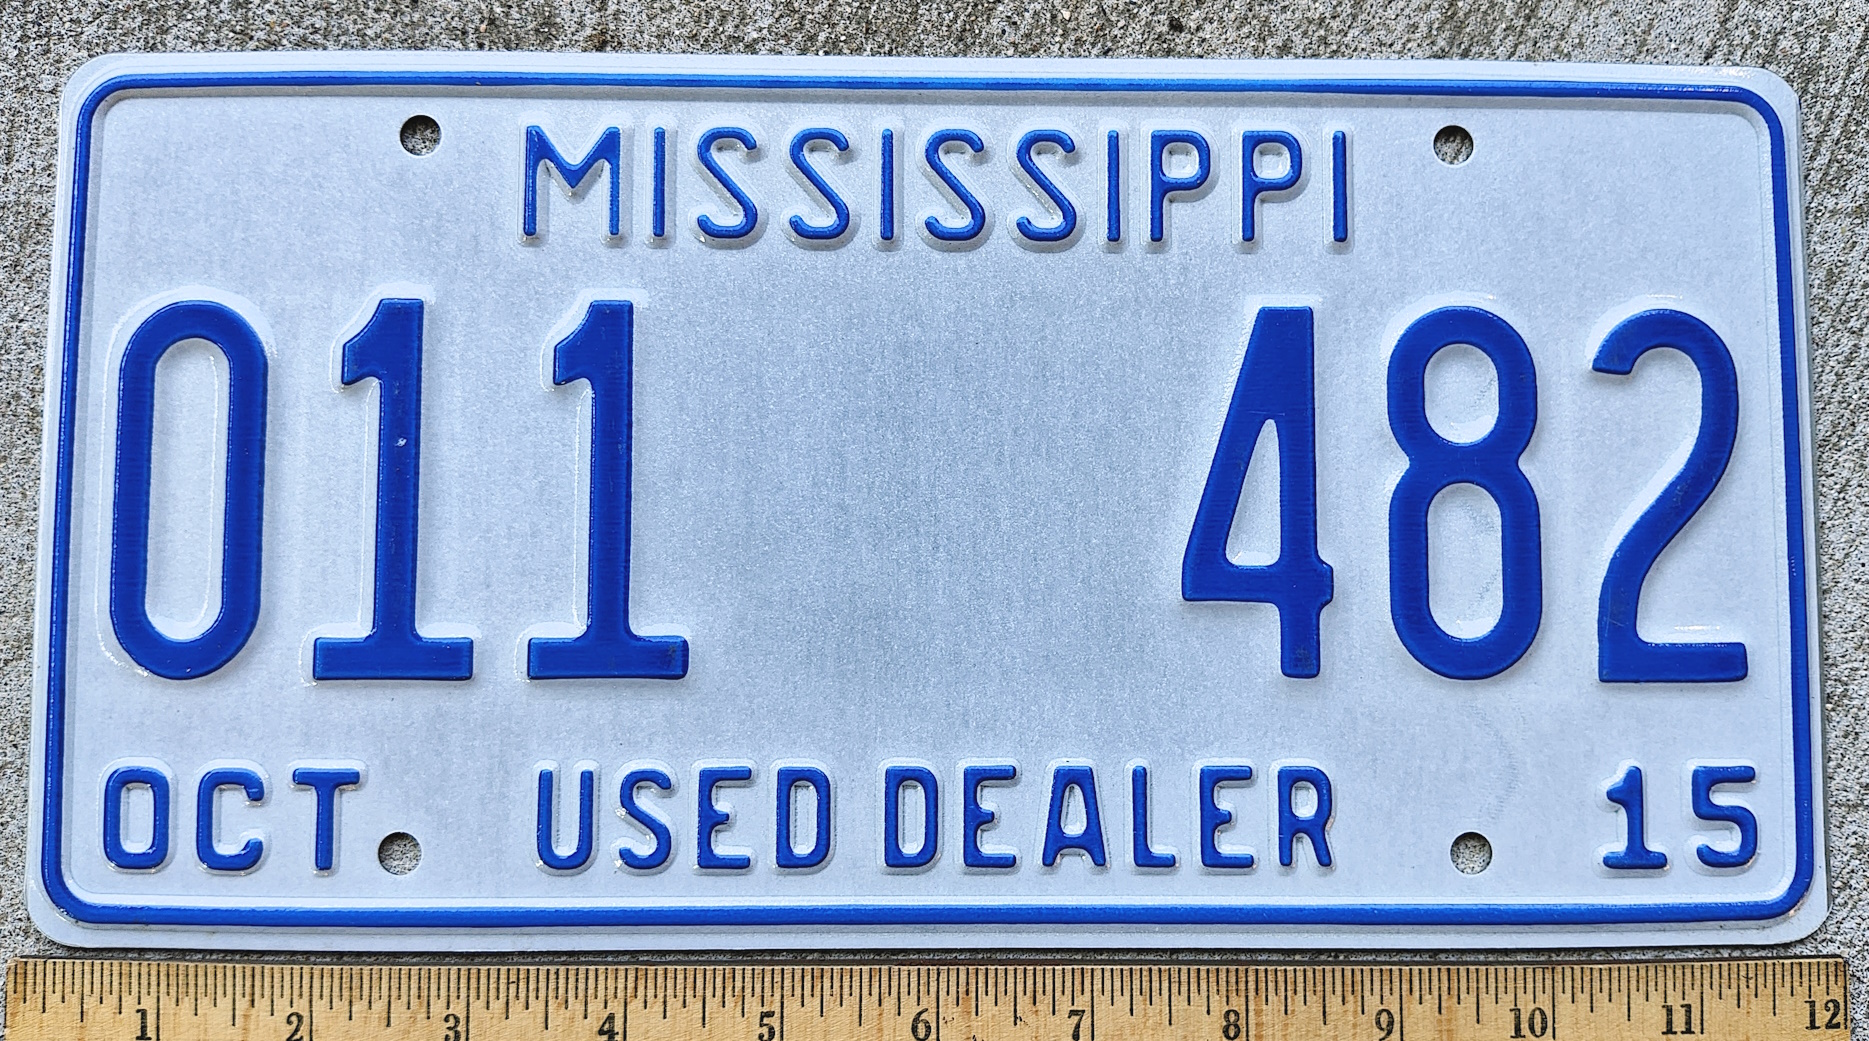 MISSISSIPPI
011 482
OCT USED DEALER 15
1 2 3 4 5 6 7 8 9 10 11 12